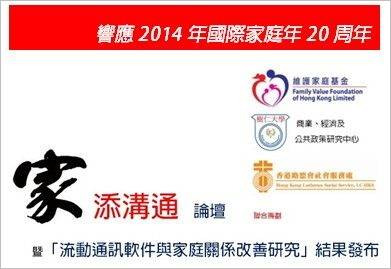 響應 2014 年國際家庭年 20 周年
維護家庭基金
Family Value Foundation
of Hong Kong Limited
樹仁大學
商業、經濟及
公共政策研究中心
香港路德會社會服務處
Hong Kong Lutheran Social Service, LC-HKS
聯合籌劃
家添溝通 論壇
暨「流動通訊軟件與家庭關係改善研究」結果發布